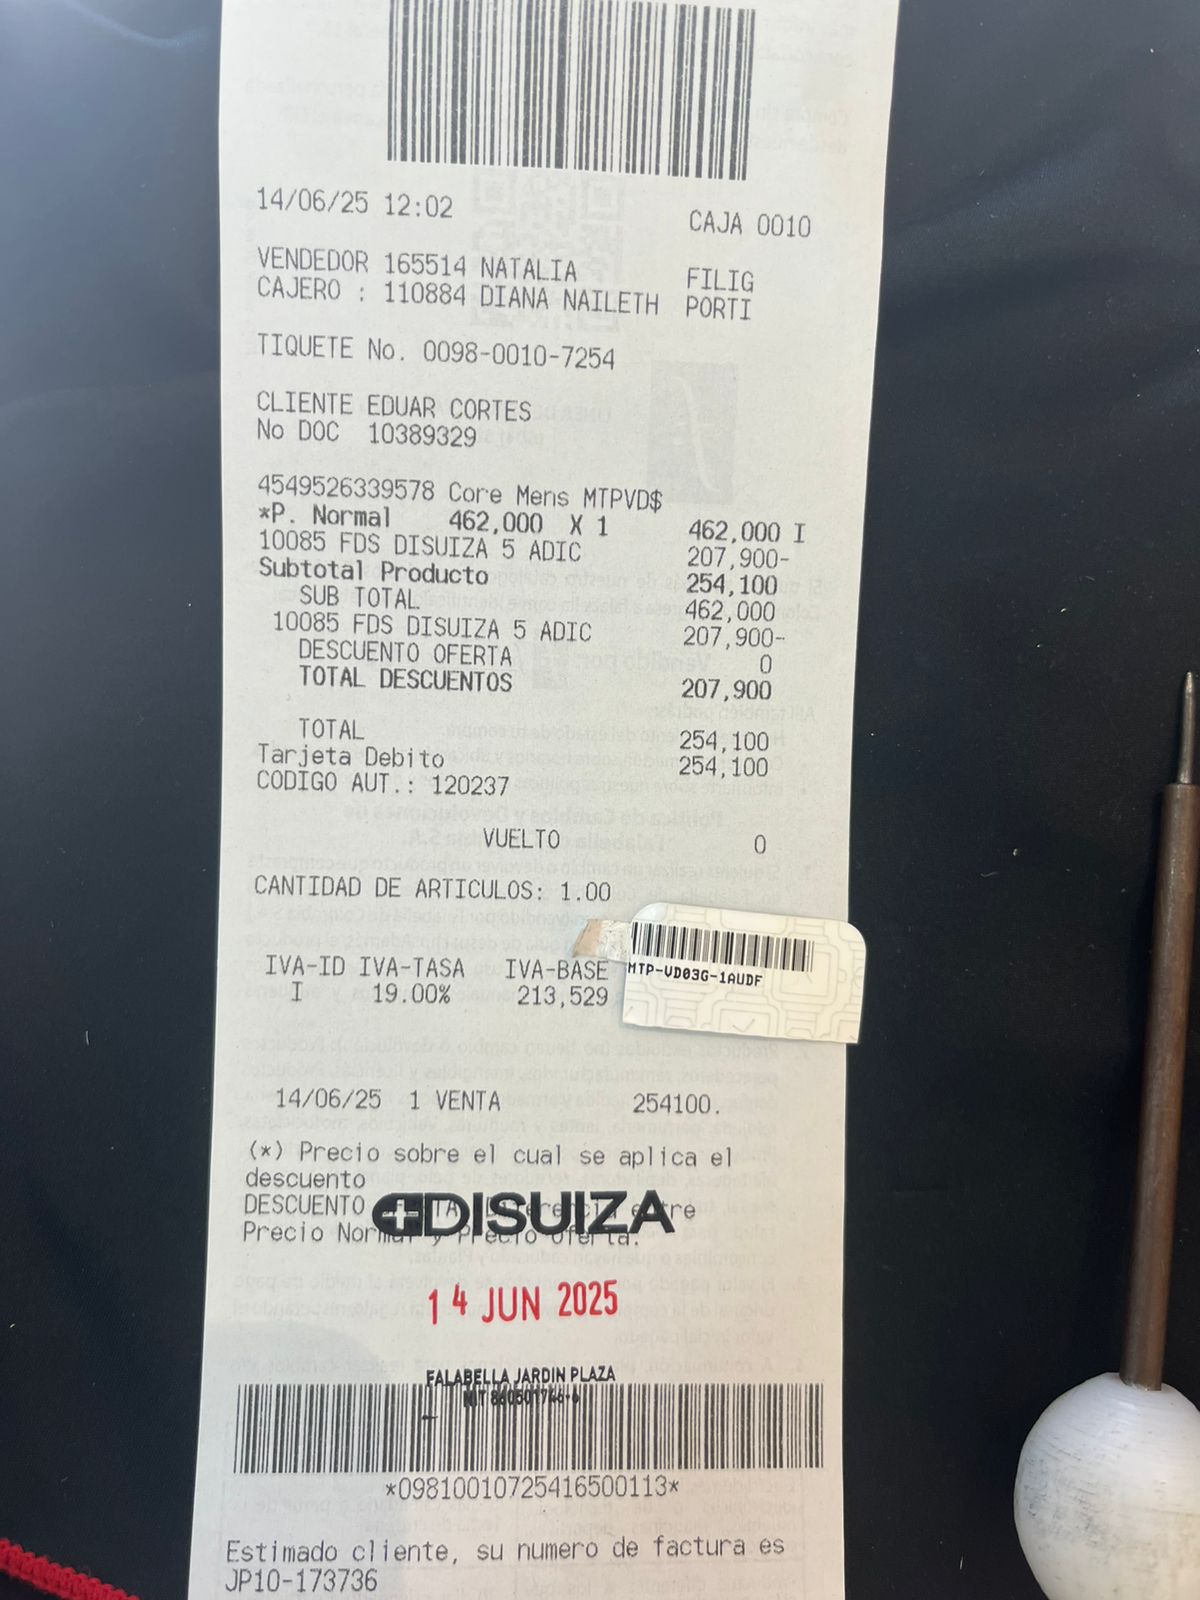 14/06/25 12:02 CAJA 0010
VENDEDOR 165514 NATALIA FILIG
CAJERO : 110884 DIANA NAILETH PORTI
TIQUETE No. 0098-0010-7254
CLIENTE EDUAR CORTES
No DOC 10389329
4549526339578 Core Mens MTPVD$
*P. Normal 462,000 X 1 462,000 I
10085 FDS DISUIZA 5 ADIC 207,900-
Subtotal Producto 254,100
SUB TOTAL 462,000
10085 FDS DISUIZA 5 ADIC 207,900-
DESCUENTO OFERTA 0
TOTAL DESCUENTOS 207,900
TOTAL 254,100
Tarjeta Debito 254,100
CODIGO AUT.: 120237
VUELTO 0
CANTIDAD DE ARTICULOS: 1.00
IVA-ID IVA-TASA IVA-BASE
I 19.00% 213,529
MTP-VD03G-1AUDF
14/06/25 1 VENTA 254100.
(*) Precio sobre el cual se aplica el
descuento
DESCUENTO OFERTA: Diferencia entre
Precio Normal y Precio Oferta.
DISUIZA
14 JUN 2025
FALABELLA JARDIN PLAZA
NIT 860501746-6
*09810010725416500113*
Estimado cliente, su numero de factura es
JP10-173736